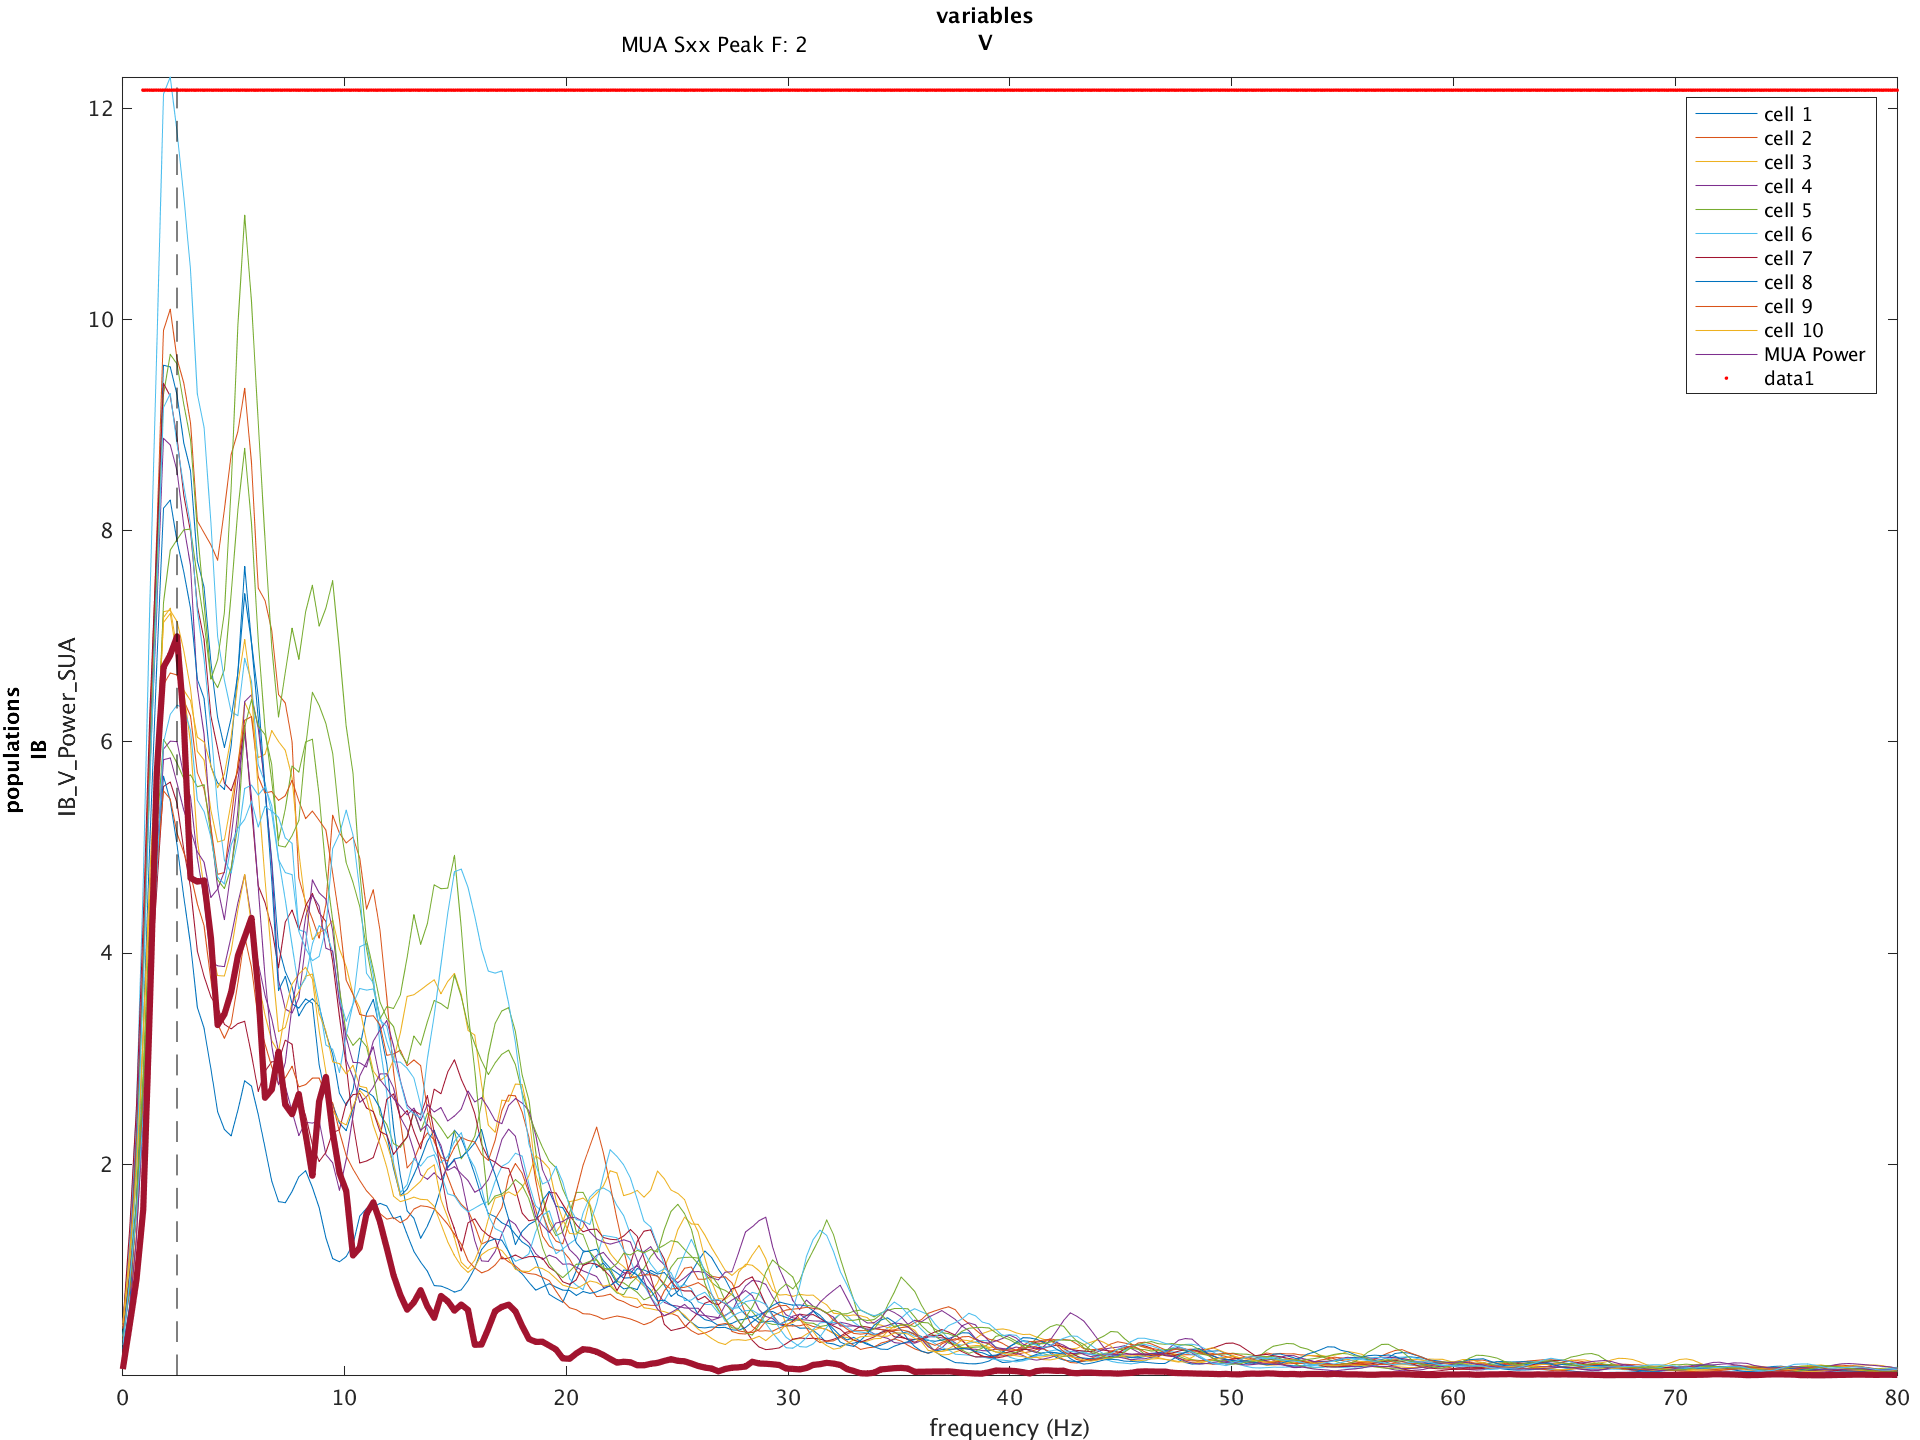 variables
MUA Sxx Peak F: 2
V
12
10
8
6
4
2
populations
IB
IB_V_Power_SUA
cell 1
cell 2
cell 3
cell 4
cell 5
cell 6
cell 7
cell 8
cell 9
cell 10
MUA Power
data1
0 10 20 30 40 50 60 70 80
frequency (Hz)